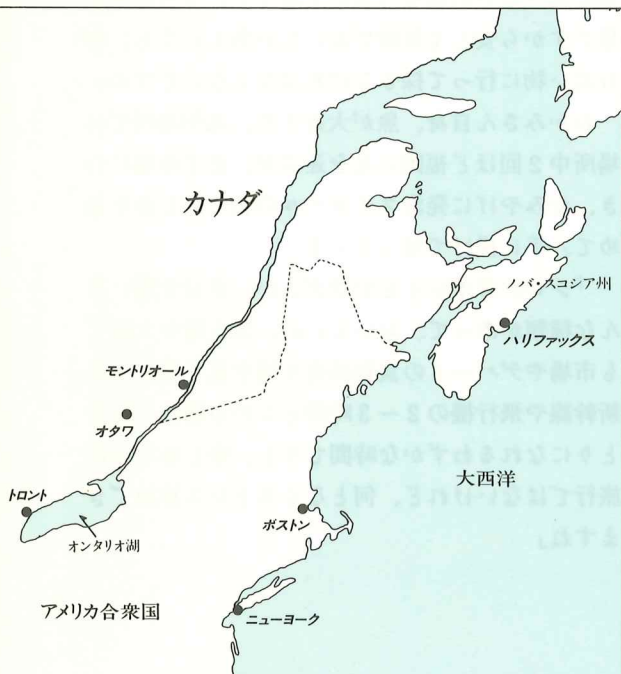 カナダ
ノバ・スコシア州
ハリファックス
モントリオール
オタワ
大西洋
トロント
ボストン
オンタリオ湖
アメリカ合衆国
ニューヨーク